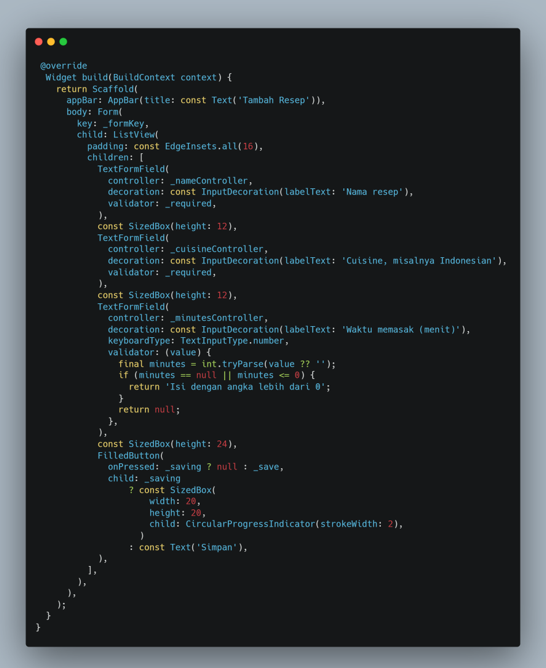 @override
Widget build(BuildContext context) {
return Scaffold(
appBar: AppBar(title: const Text('Tambah Resep')),
body: Form(
key: _formKey,
child: ListView(
padding: const EdgeInsets.all(16),
children: [
TextFormField(
controller: _nameController,
decoration: const InputDecoration(labelText: 'Nama resep'),
validator: _required,
),
const SizedBox(height: 12),
TextFormField(
controller: _cuisineController,
decoration: const InputDecoration(labelText: 'Cuisine, misalnya Indonesian'),
validator: _required,
),
const SizedBox(height: 12),
TextFormField(
controller: _minutesController,
decoration: const InputDecoration(labelText: 'Waktu memasak (menit)'),
keyboardType: TextInputType.number,
validator: (value) {
final minutes = int.tryParse(value ?? '');
if (minutes == null || minutes <= 0) {
return 'Isi dengan angka lebih dari 0';
}
return null;
},
),
const SizedBox(height: 24),
FilledButton(
onPressed: _saving ? null : _save,
child: _saving
? const SizedBox(
width: 20,
height: 20,
child: CircularProgressIndicator(strokeWidth: 2),
)
: const Text('Simpan'),
),
],
),
),
);
}
}